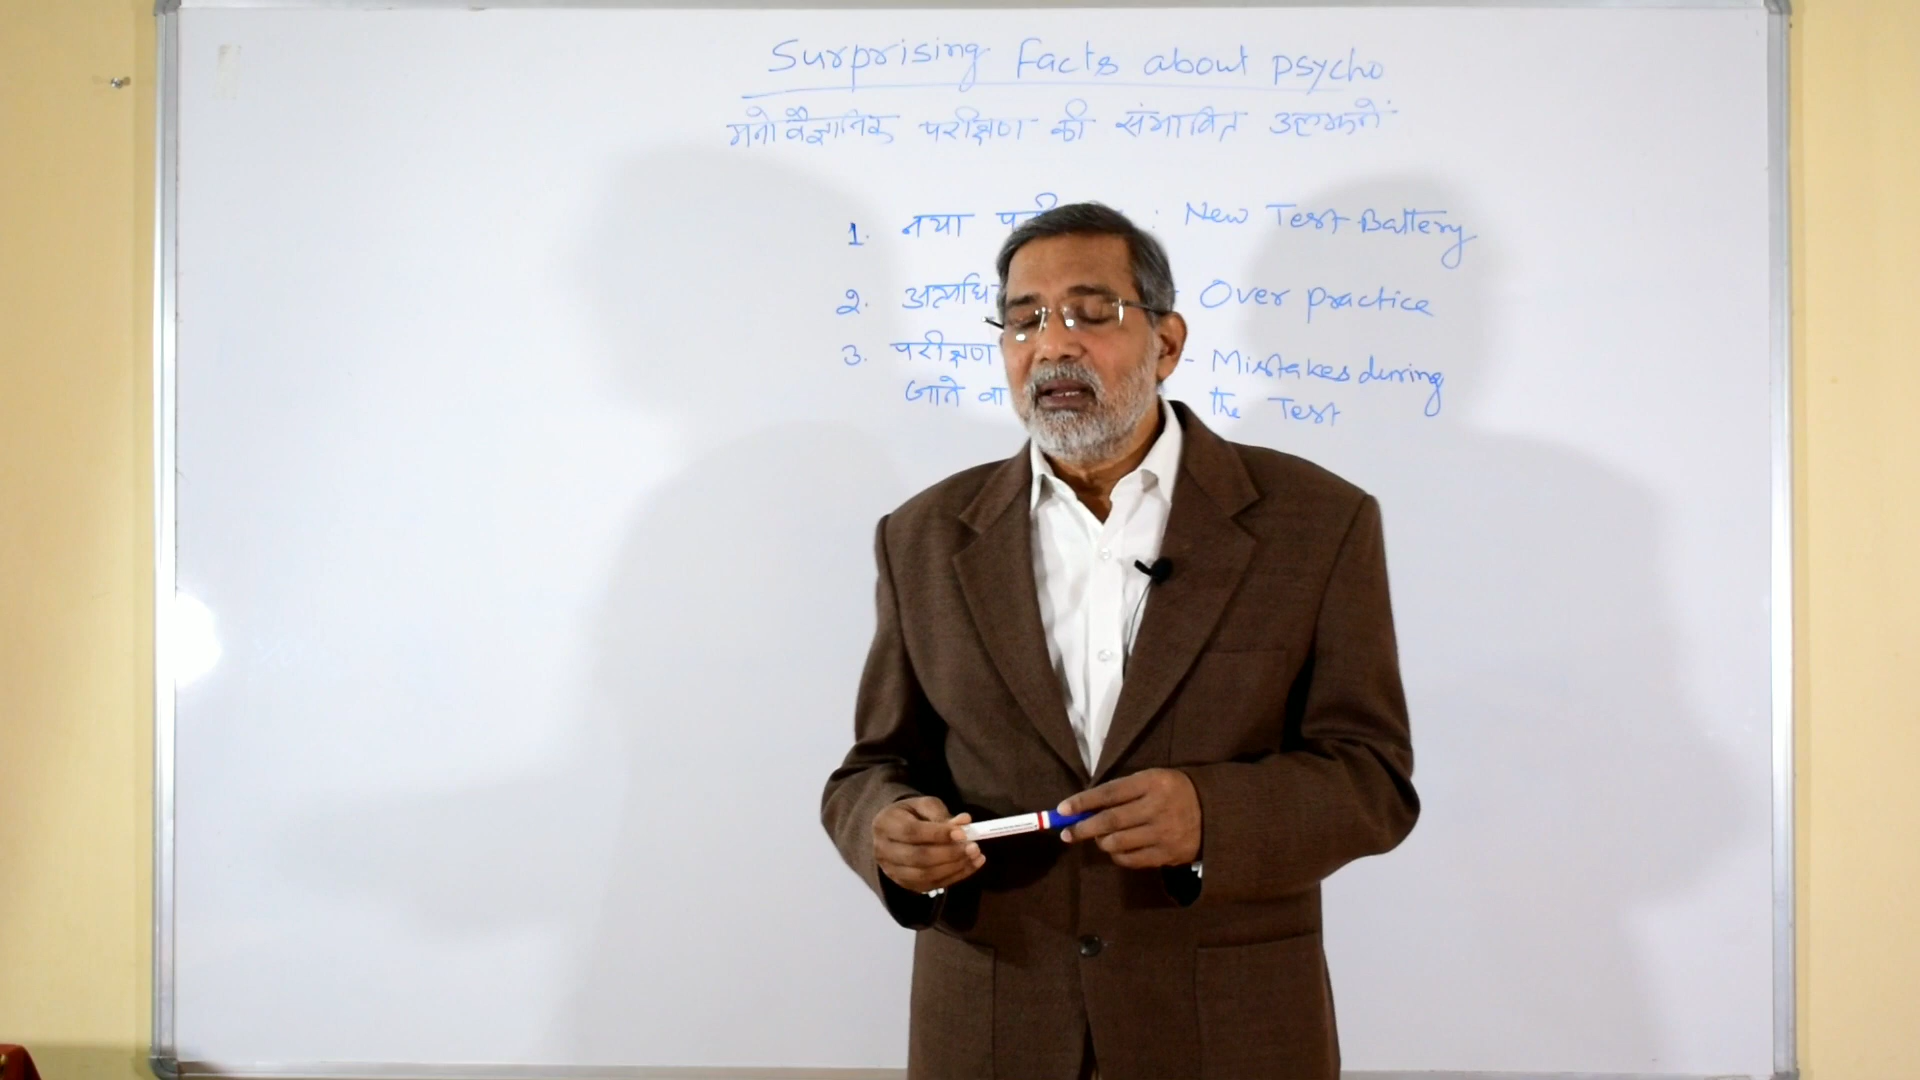 Surprising Facts about psycho
मनोवैज्ञानिक परीक्षण की संभावित उलझनें
1. नया : New Test Battery
2. - Over practice
3. परीक्षण - Mistakes during
जाते the Test